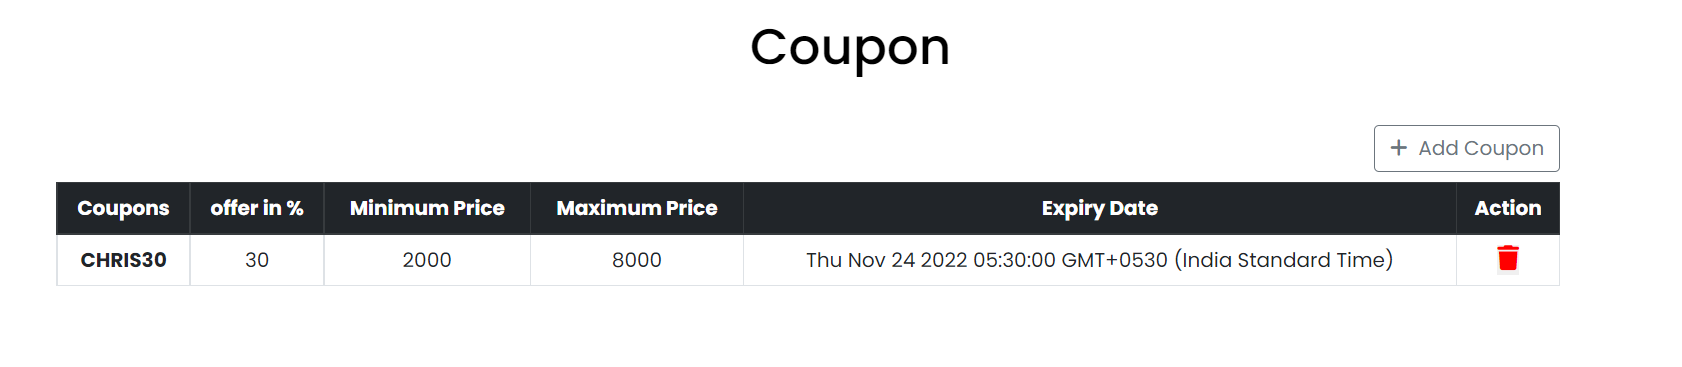 Coupon
+ Add Coupon
Coupons offer in % Minimum Price Maximum Price Expiry Date Action
CHRIS30 30 2000 8000 Thu Nov 24 2022 05:30:00 GMT+0530 (India Standard Time)